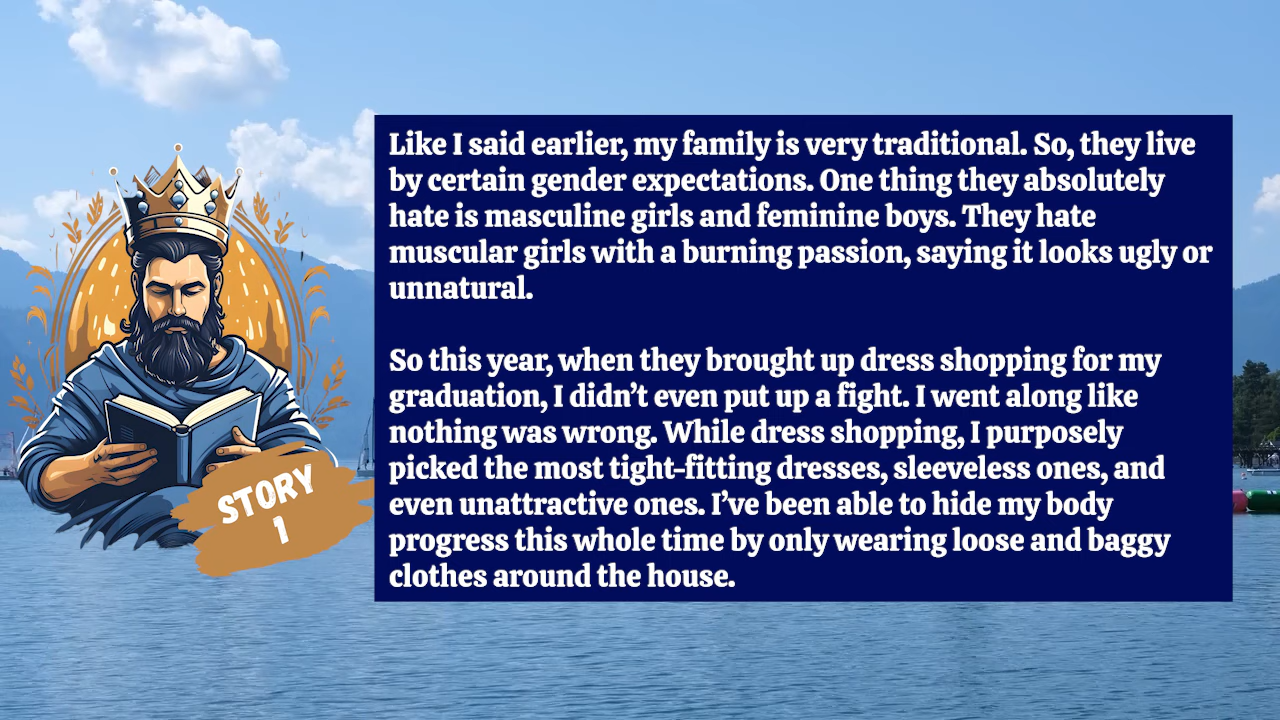 Like I said earlier, my family is very traditional. So, they live
by certain gender expectations. One thing they absolutely
hate is masculine girls and feminine boys. They hate
muscular girls with a burning passion, saying it looks ugly or
unnatural.
So this year, when they brought up dress shopping for my
graduation, I didn’t even put up a fight. I went along like
nothing was wrong. While dress shopping, I purposely
picked the most tight-fitting dresses, sleeveless ones, and
even unattractive ones. I’ve been able to hide my body
progress this whole time by only wearing loose and baggy
clothes around the house.
STORY
1